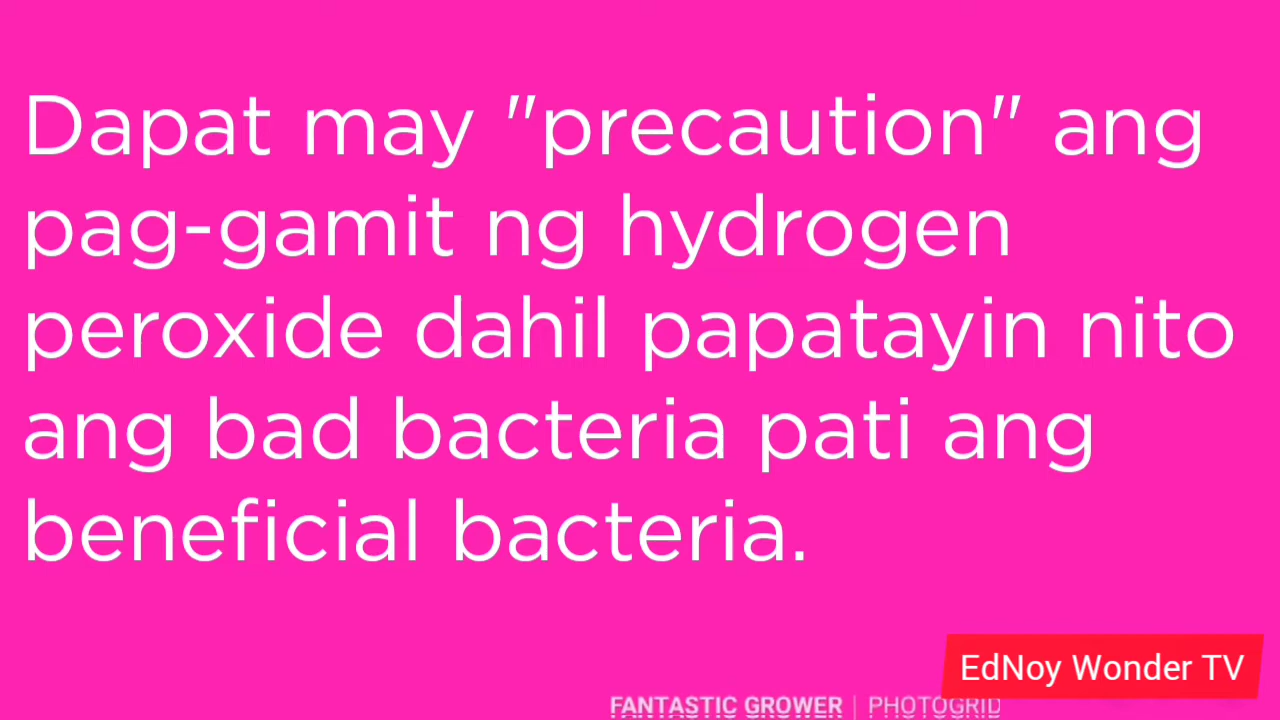 Dapat may "precaution" ang
pag-gamit ng hydrogen
peroxide dahil papatayin nito
ang bad bacteria pati ang
beneficial bacteria.
EdNoy Wonder TV
FANTASTIC GROWER | PHOTOGRID